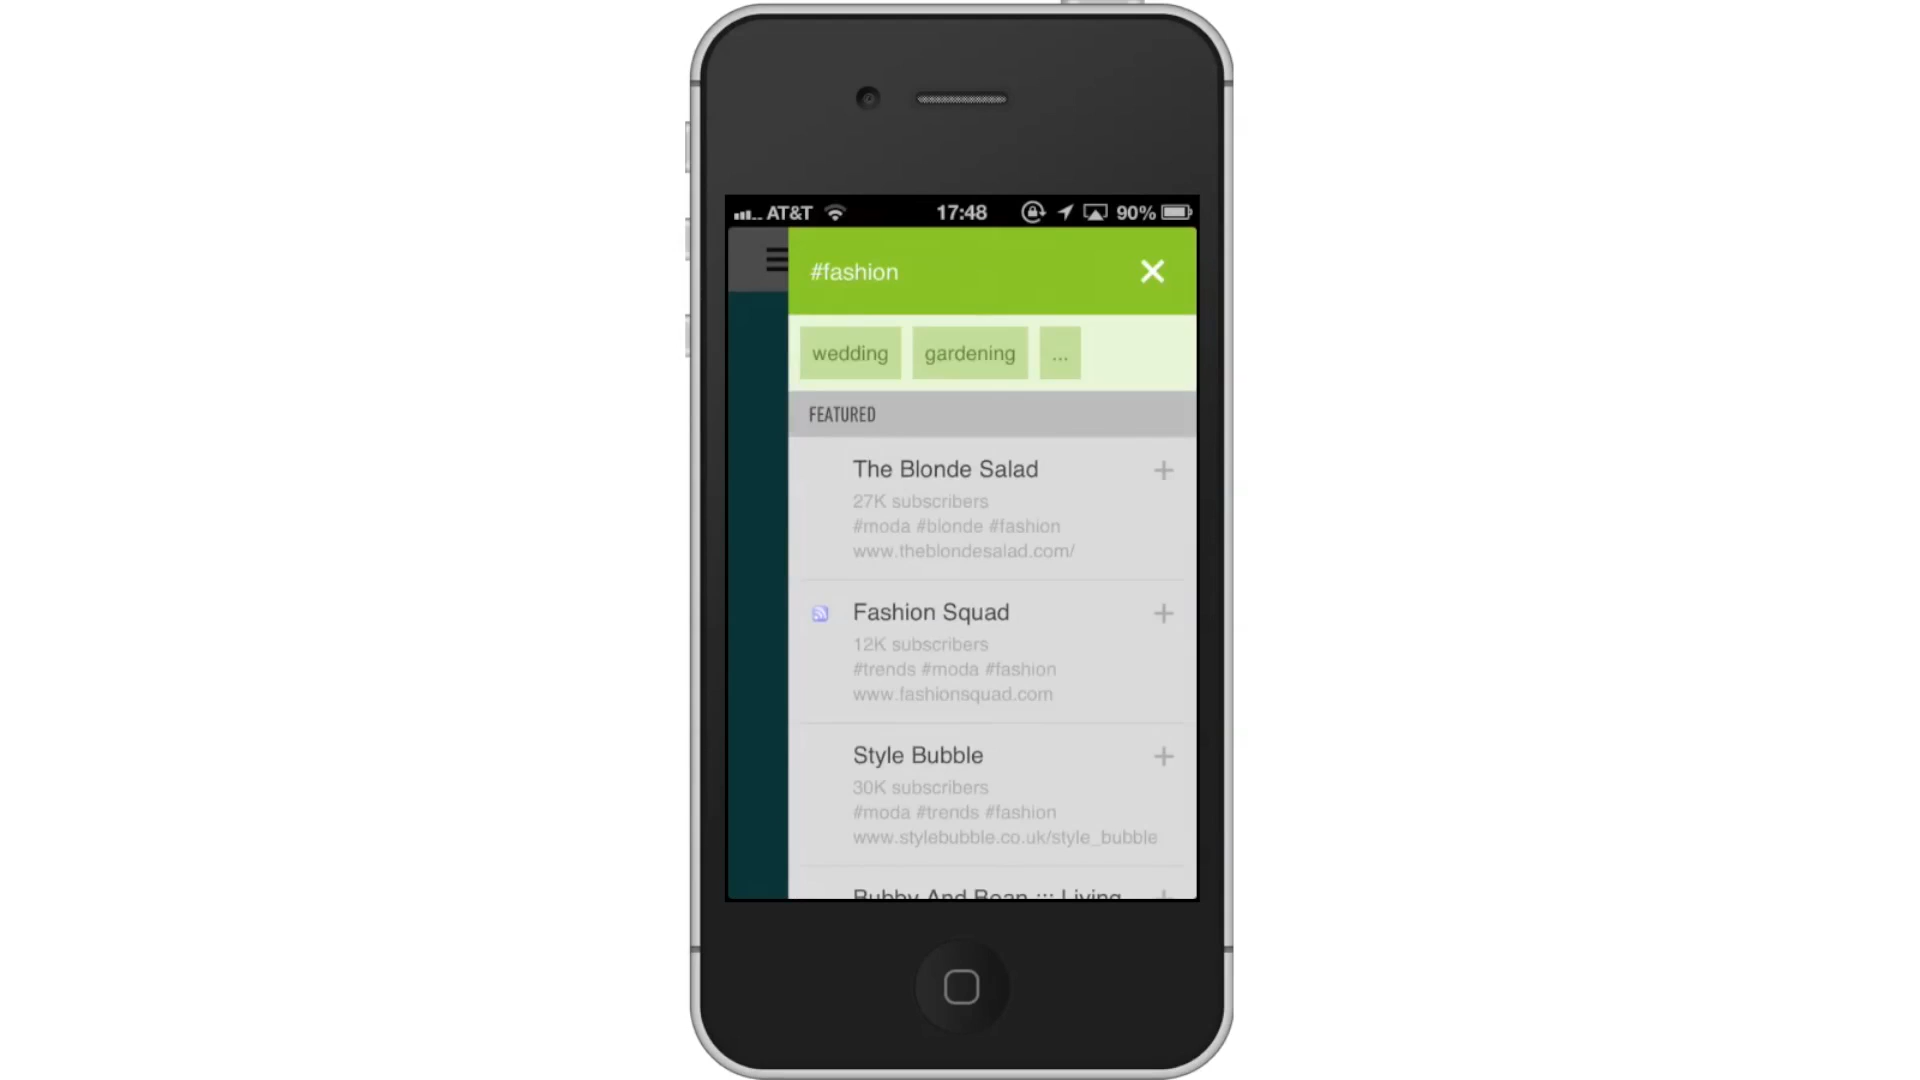 AT&T 17:48 90%
#fashion
wedding gardening ...
FEATURED
The Blonde Salad
27K subscribers
#moda #blonde #fashion
www.theblondesalad.com/
Fashion Squad
12K subscribers
#trends #moda #fashion
www.fashionsquad.com
Style Bubble
30K subscribers
#moda #trends #fashion
www.stylebubble.co.uk/style_bubble
Bubby And Bean ::: Living